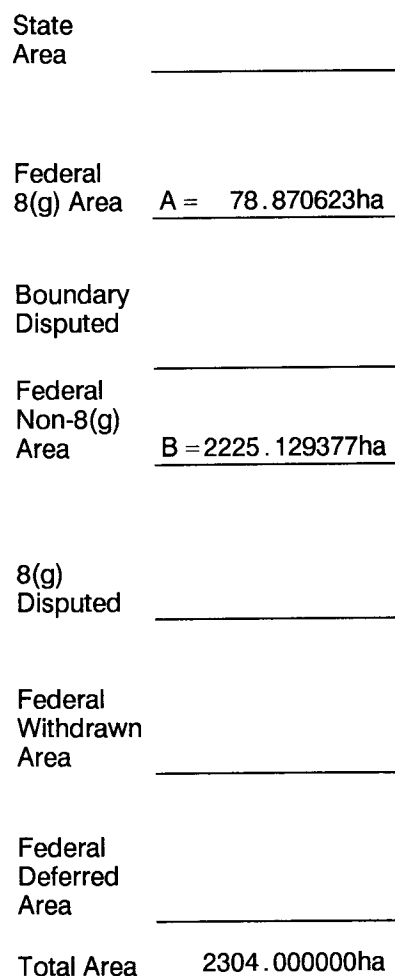 State
Area
Federal
8(g) Area A = 78.870623ha
Boundary
Disputed
Federal
Non-8(g)
Area B =2225.129377ha
8(g)
Disputed
Federal
Withdrawn
Area
Federal
Deferred
Area
Total Area 2304.000000ha